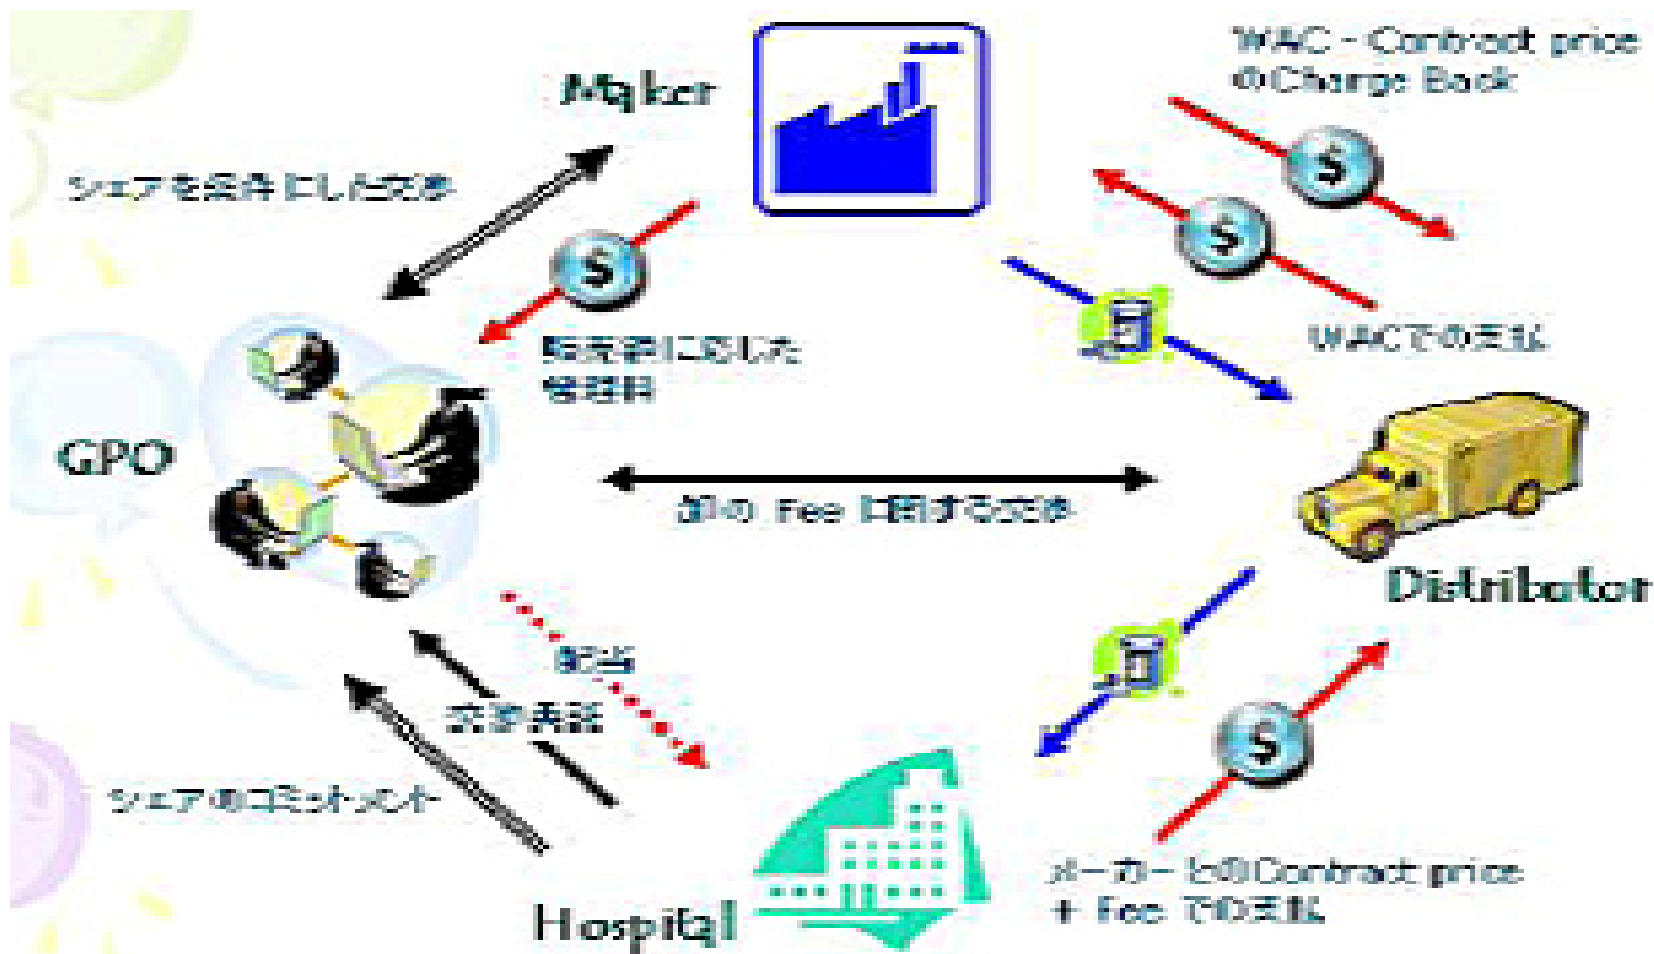 WAC - Contract price
のCharge Back
Maker
シェアを条件にした交渉
WACでの支払
販売額に応じた
管理料
GPO
卸の Fee に関する交渉
Distributor
配当
交渉委託
シェアのコミットメント
メーカーとのContract price
+ Fee での支払
Hospital